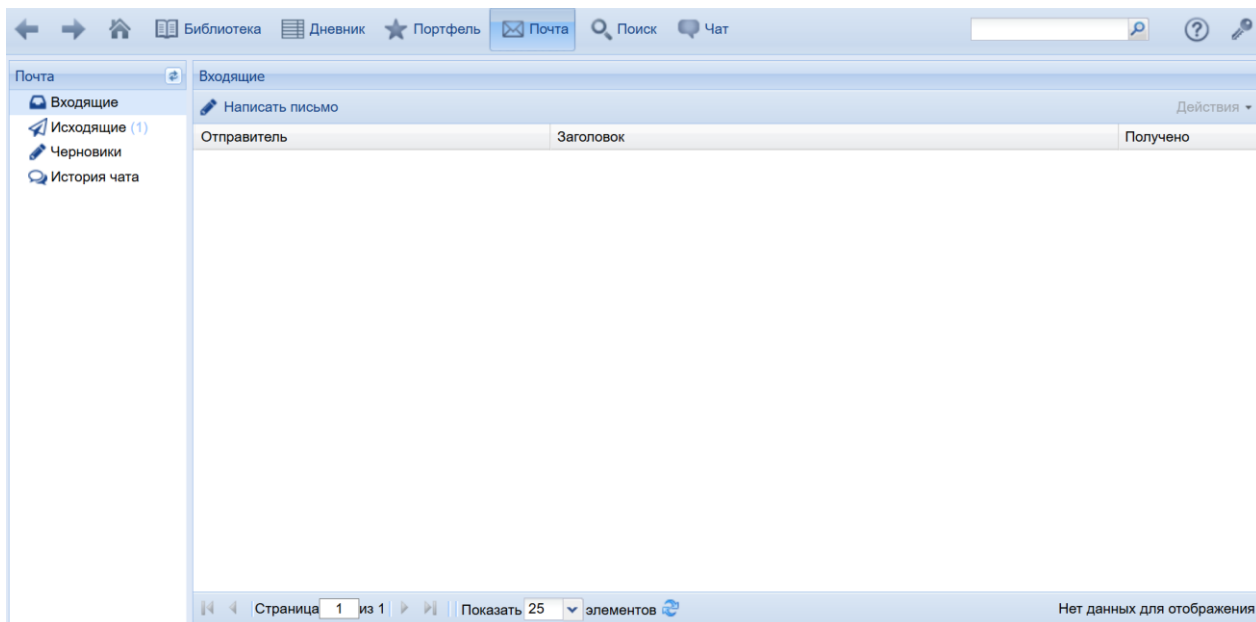 Библиотека Дневник Портфель Почта Поиск Чат
Почта
Входящие
Исходящие (1)
Черновики
История чата
Входящие
Написать письмо Действия
Отправитель Заголовок Получено
Страница 1 из 1 Показать 25 элементов Нет данных для отображения